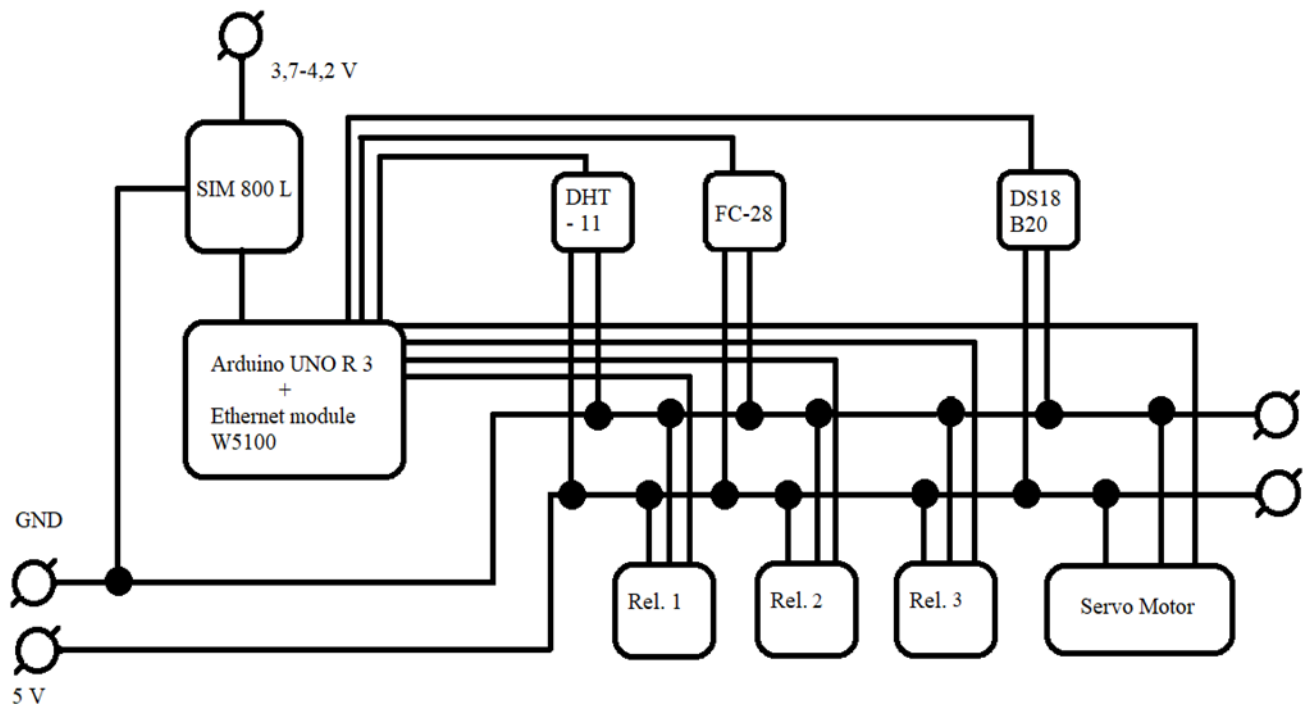 3,7-4,2 V
SIM 800 L
DHT
- 11
FC-28
DS18
B20
Arduino UNO R 3
+
Ethernet module
W5100
GND
Rel. 1
Rel. 2
Rel. 3
Servo Motor
5 V